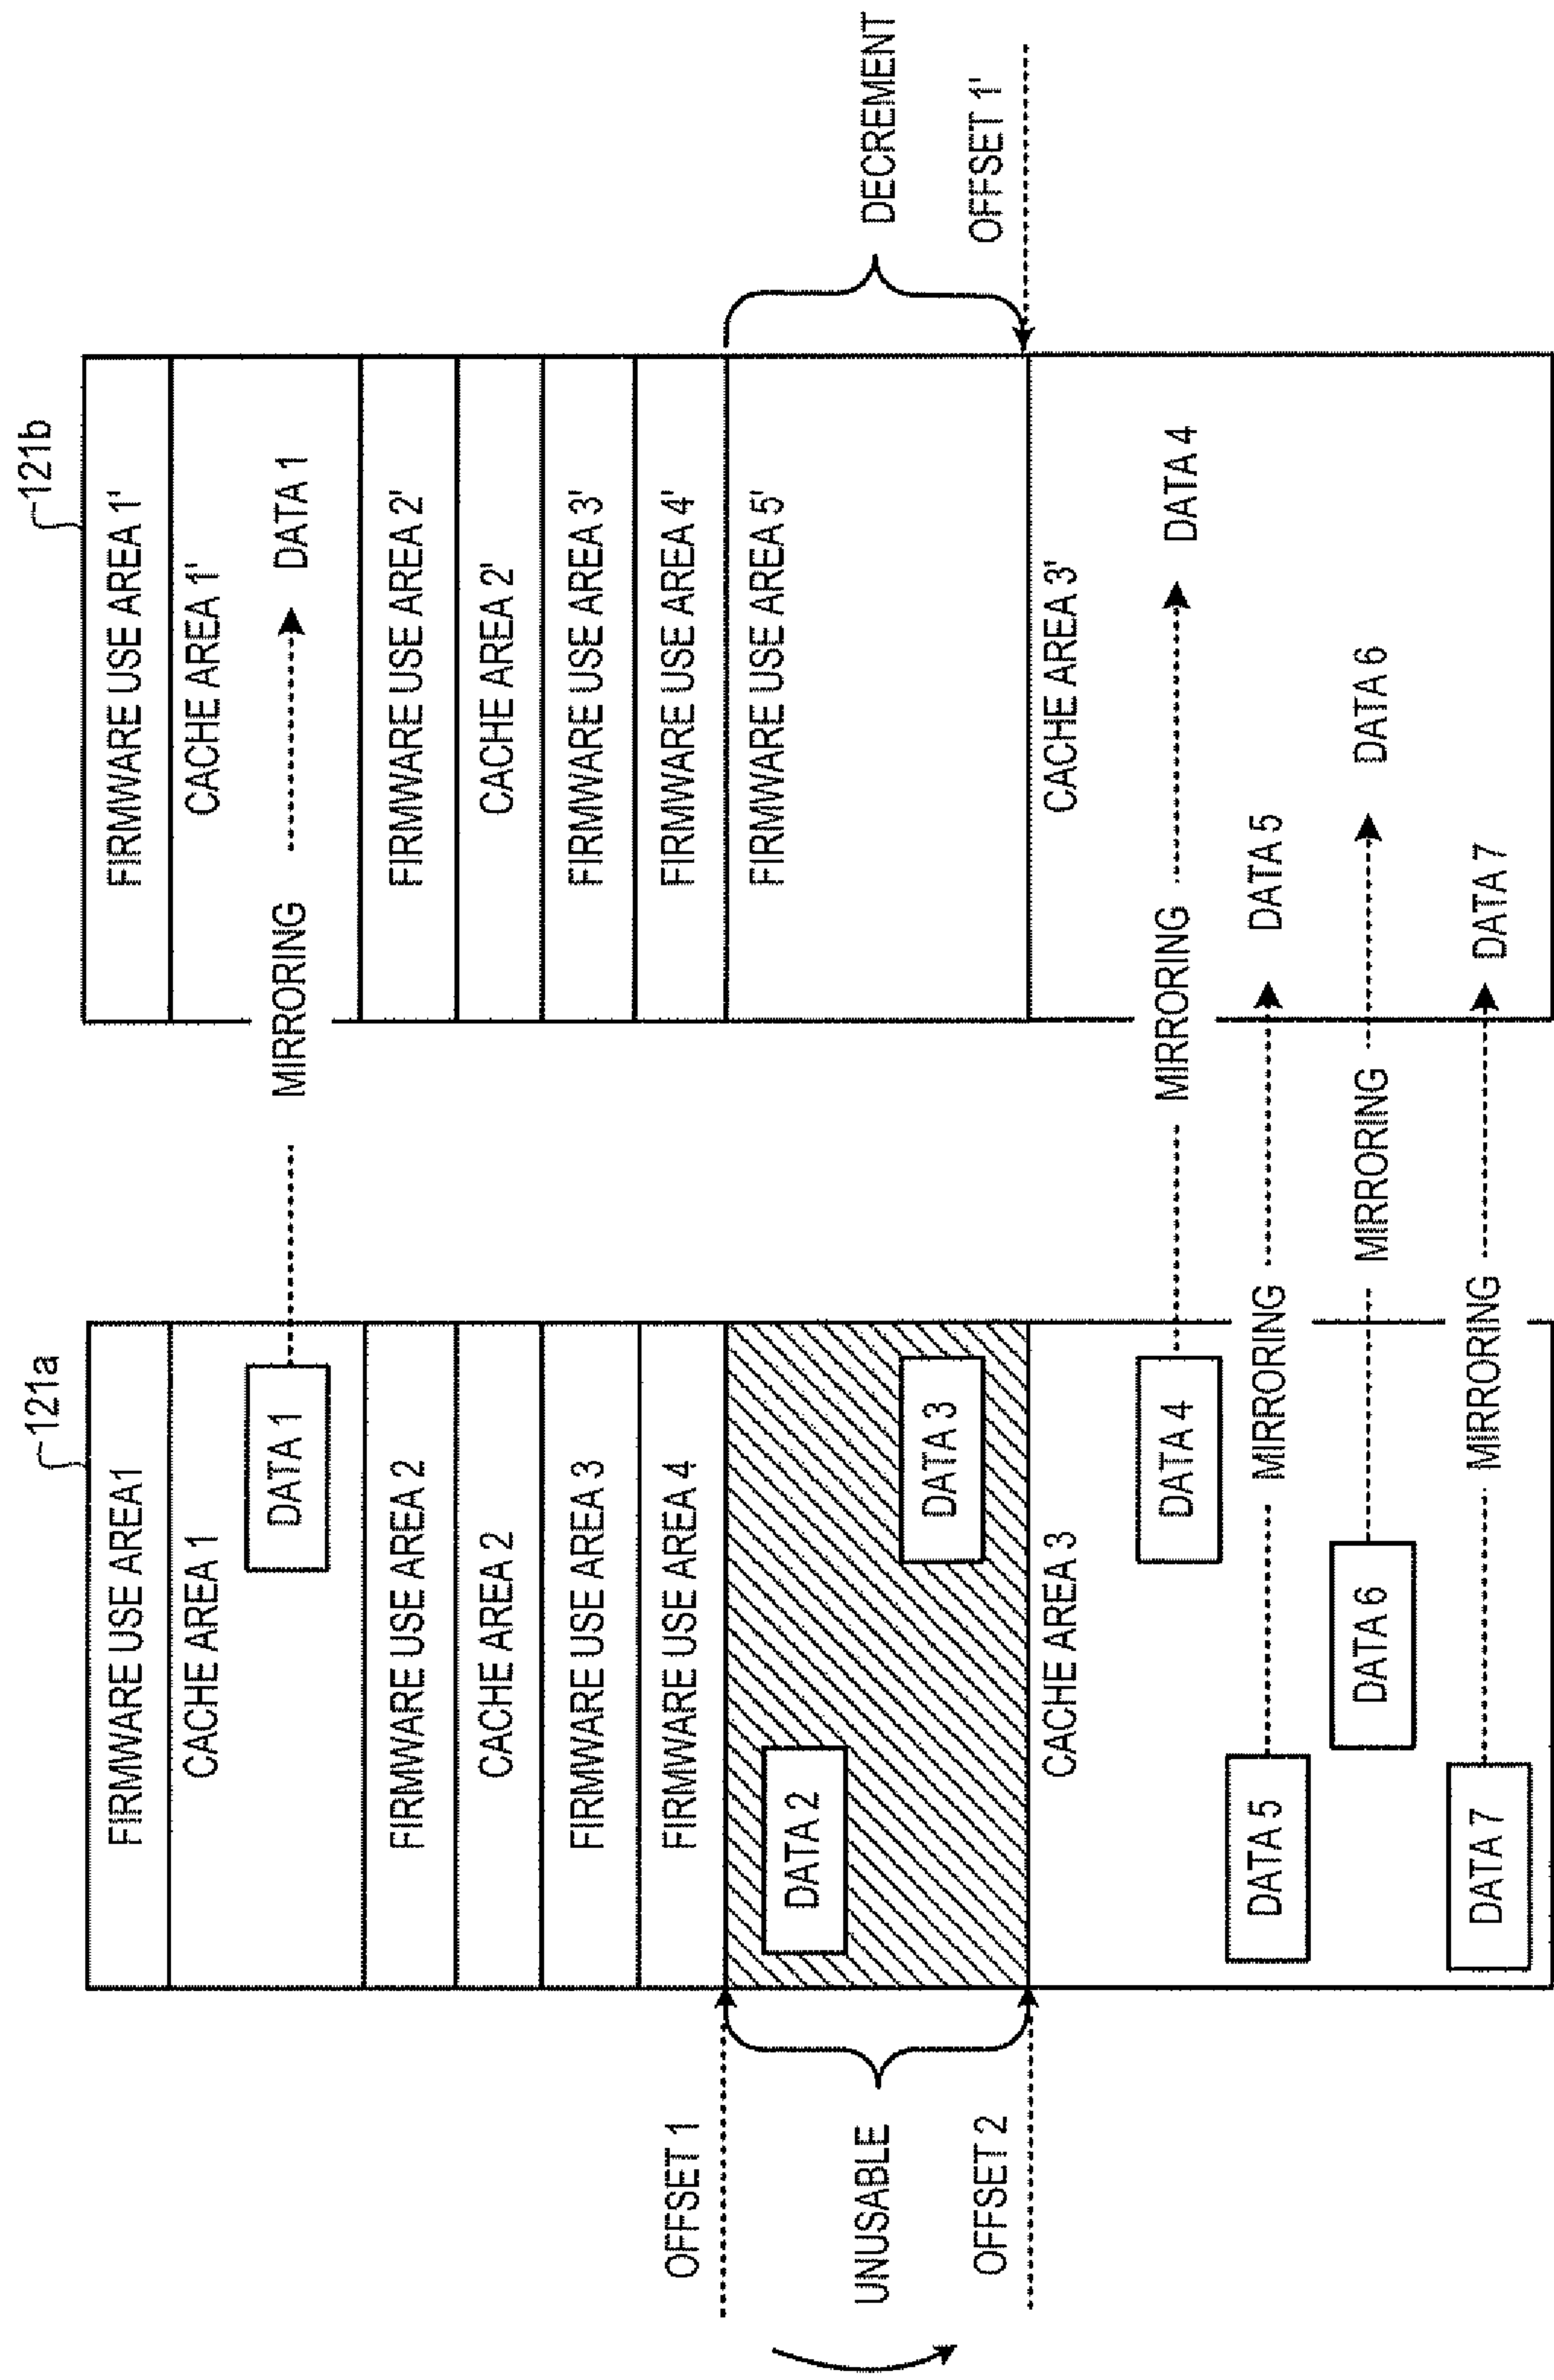 121a
FIRMWARE USE AREA1
CACHE AREA 1
DATA 1
FIRMWARE USE AREA 2
CACHE AREA 2
FIRMWARE USE AREA 3
FIRMWARE USE AREA 4
OFFSET 1
UNUSABLE
OFFSET 2
DATA 2
DATA 3
CACHE AREA 3
DATA 4
DATA 5
DATA 6
DATA 7
MIRRORING
MIRRORING
MIRRORING
MIRRORING
MIRRORING
121b
FIRMWARE USE AREA 1'
CACHE AREA 1'
DATA 1
FIRMWARE USE AREA 2'
CACHE AREA 2'
FIRMWARE USE AREA 3'
FIRMWARE USE AREA 4'
FIRMWARE USE AREA 5'
DECREMENT
OFFSET 1'
CACHE AREA 3'
DATA 4
DATA 5
DATA 6
DATA 7